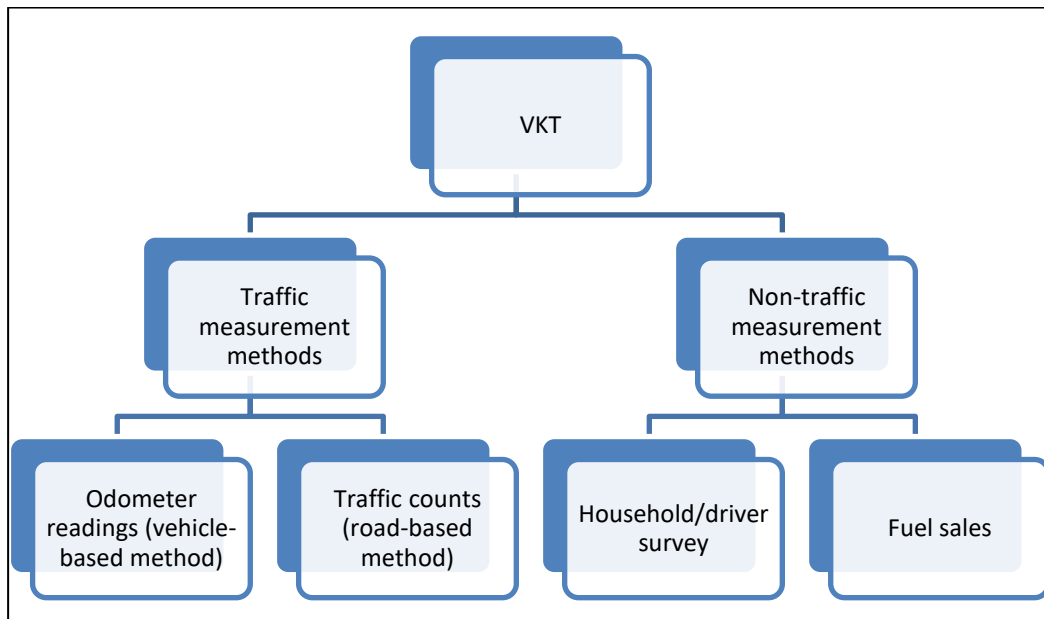 VKT
Traffic
measurement
methods
Non-traffic
measurement
methods
Odometer
readings (vehicle-
based method)
Traffic counts
(road-based
method)
Household/driver
survey
Fuel sales